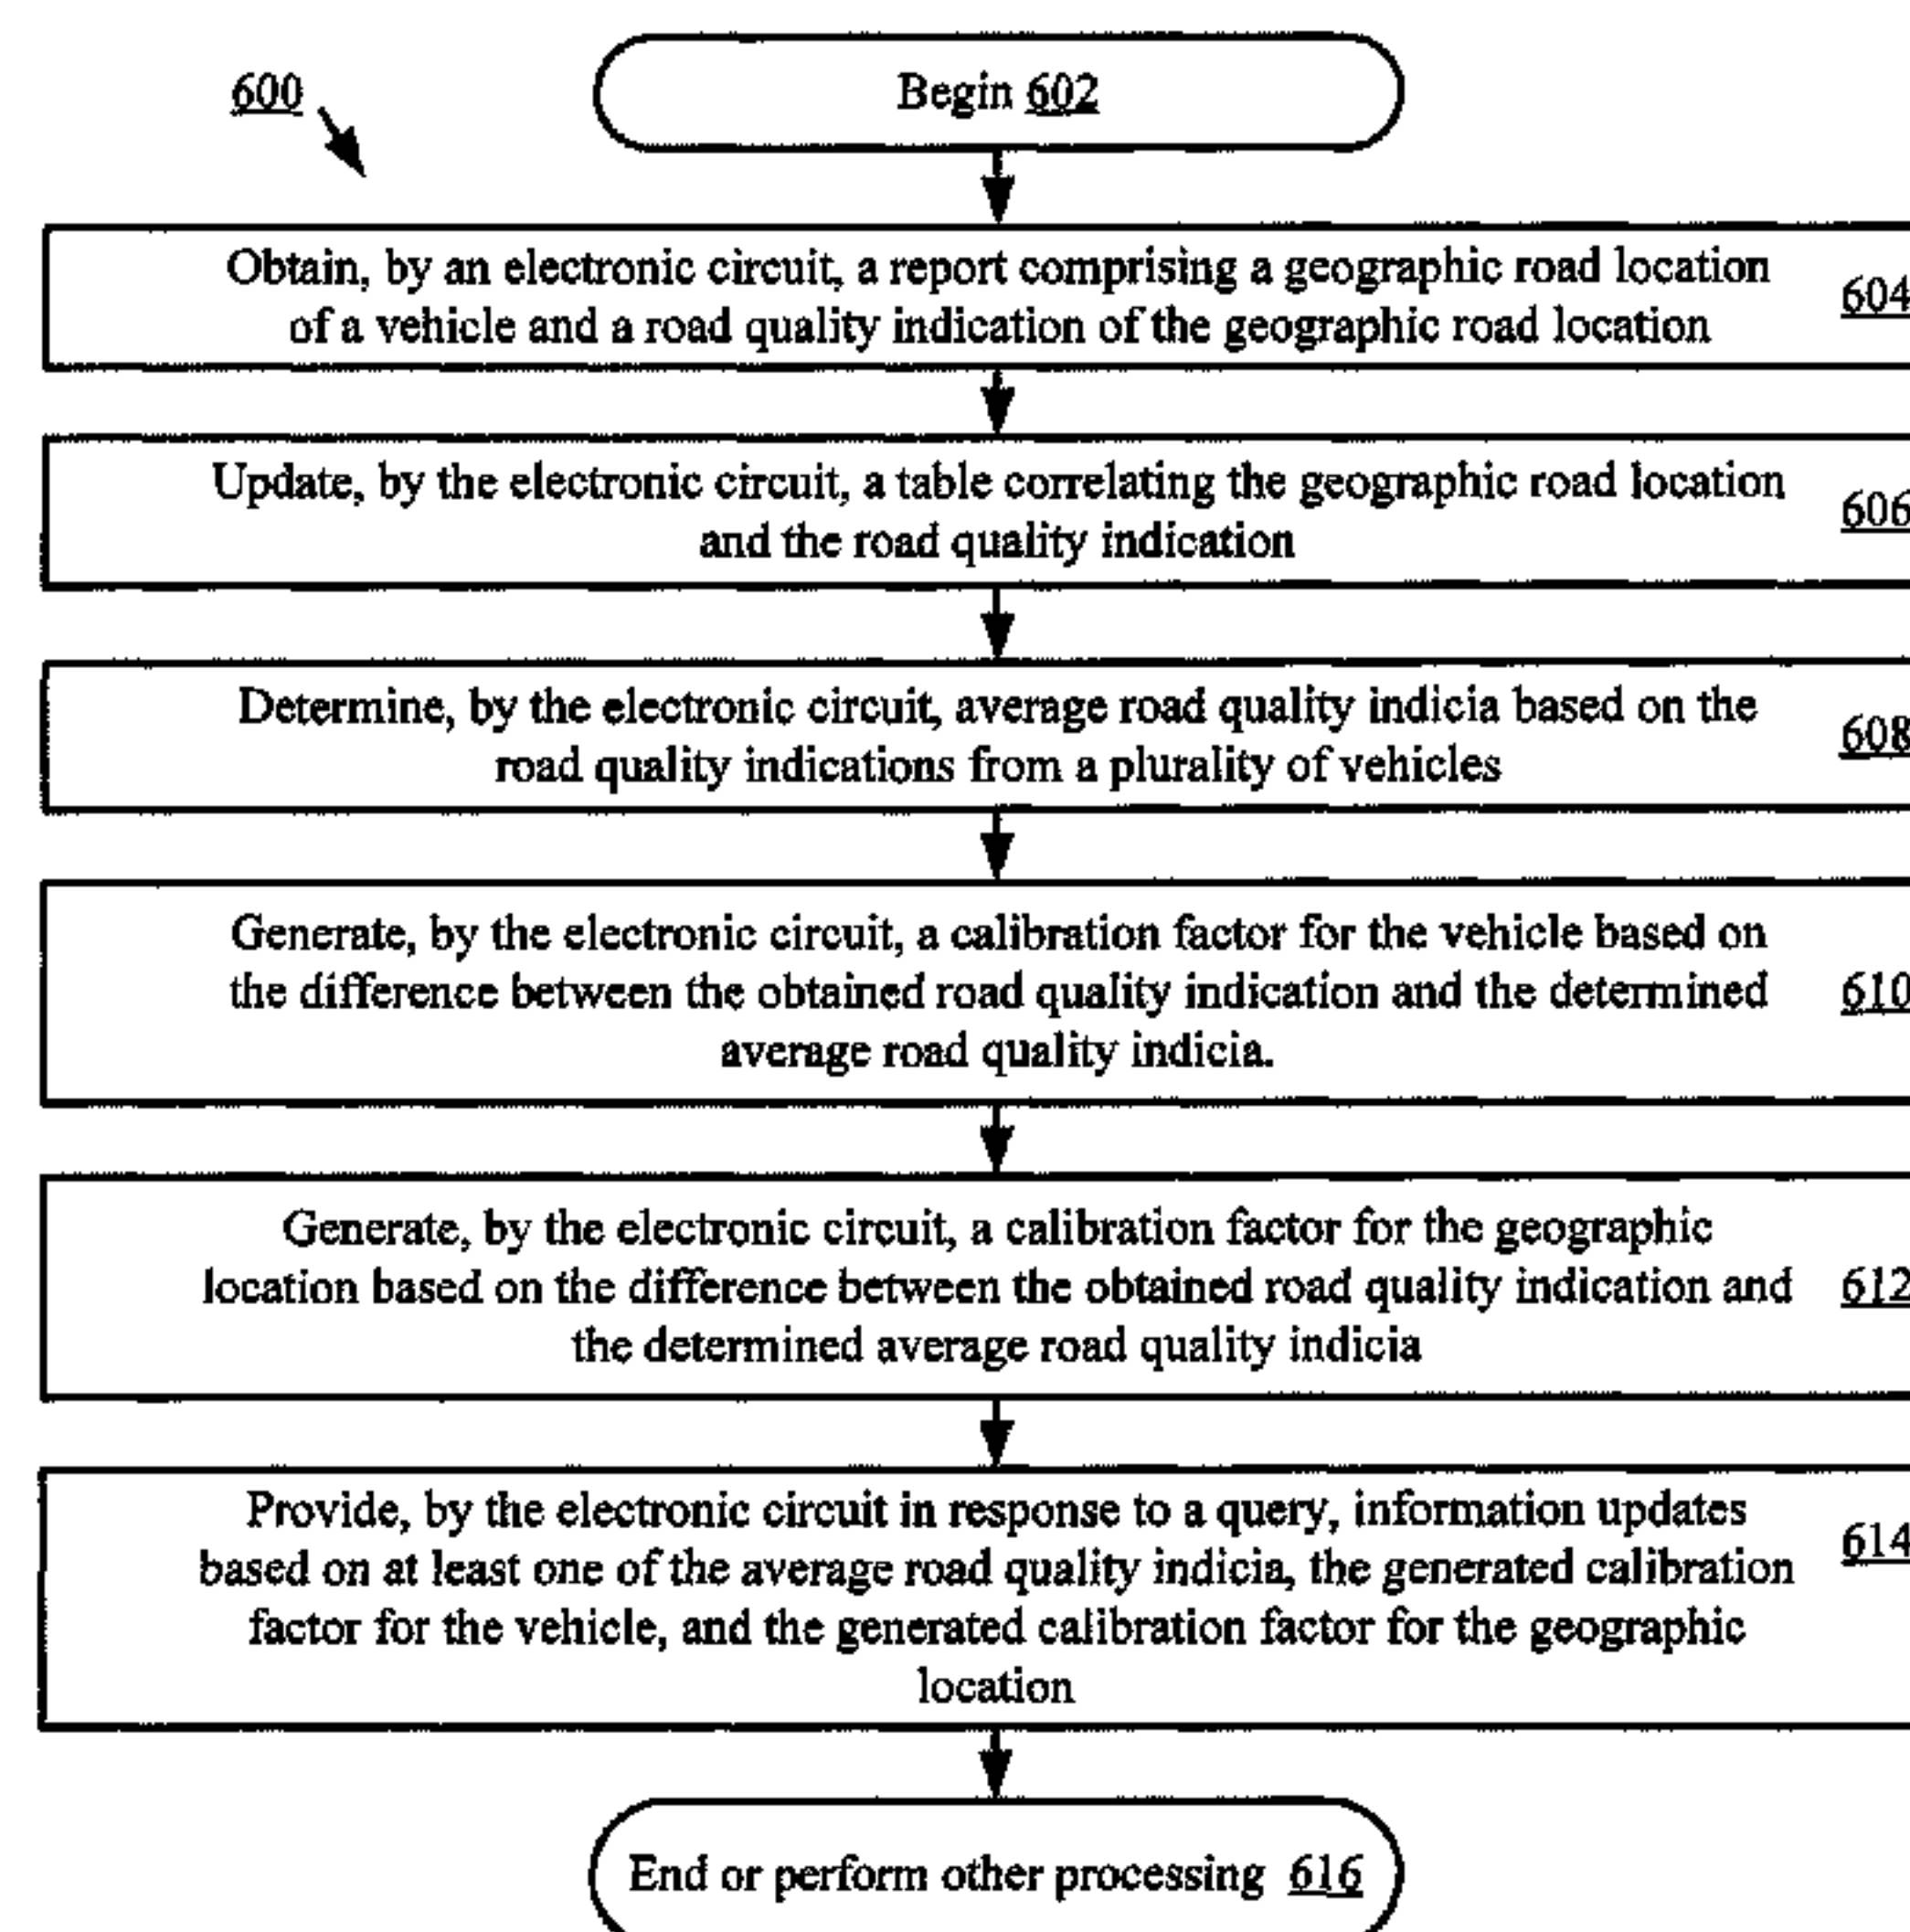 600
Begin 602
Obtain, by an electronic circuit, a report comprising a geographic road location
of a vehicle and a road quality indication of the geographic road location
604
Update, by the electronic circuit, a table correlating the geographic road location
and the road quality indication
606
Determine, by the electronic circuit, average road quality indicia based on the
road quality indications from a plurality of vehicles
608
Generate, by the electronic circuit, a calibration factor for the vehicle based on
the difference between the obtained road quality indication and the determined
average road quality indicia.
610
Generate, by the electronic circuit, a calibration factor for the geographic
location based on the difference between the obtained road quality indication and
the determined average road quality indicia
612
Provide, by the electronic circuit in response to a query, information updates
based on at least one of the average road quality indicia, the generated calibration
factor for the vehicle, and the generated calibration factor for the geographic
location
614
End or perform other processing 616